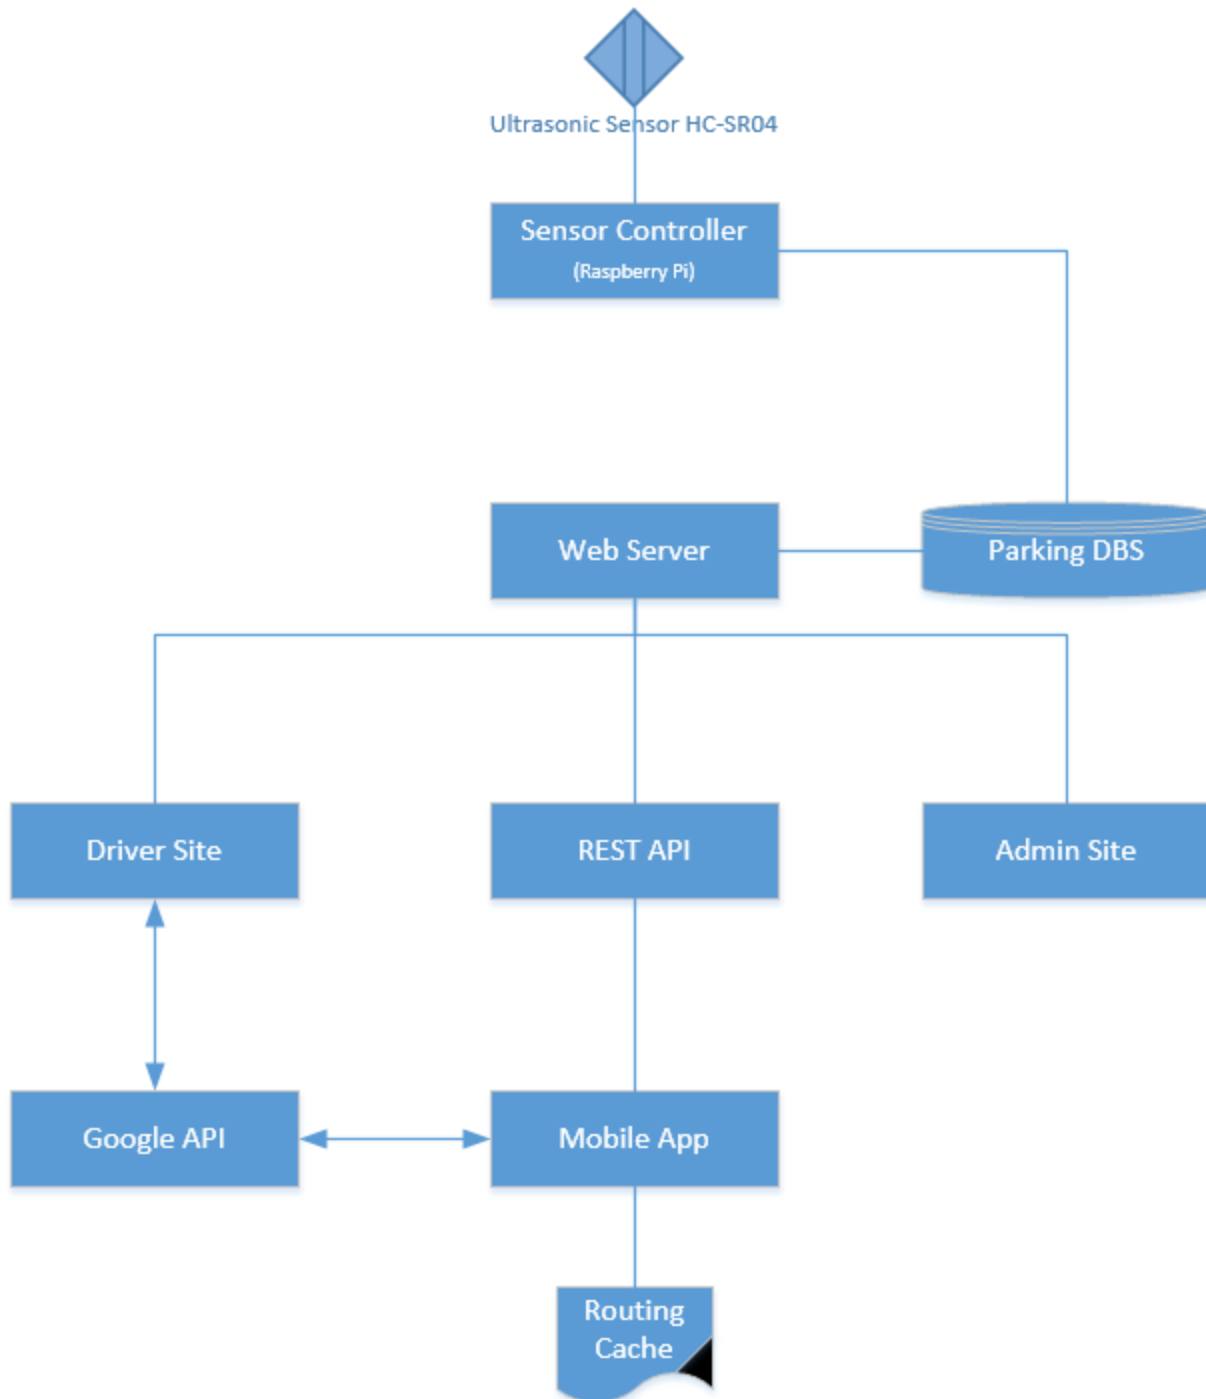 Ultrasonic Sensor HC-SR04
Sensor Controller
(Raspberry Pi)
Web Server
Parking DBS
Driver Site
REST API
Admin Site
Google API
Mobile App
Routing
Cache